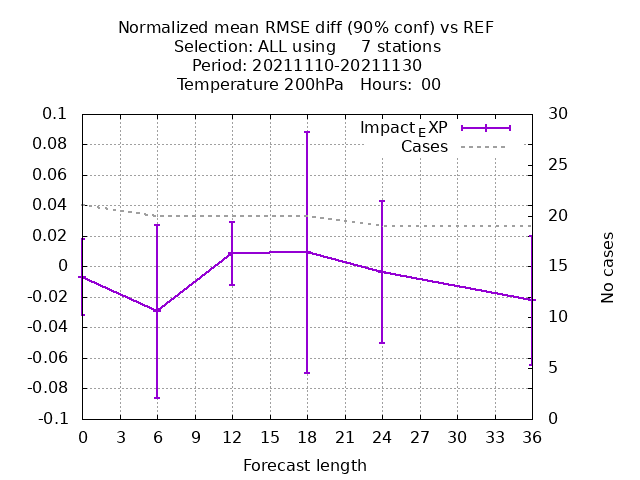 Normalized mean RMSE diff (90% conf) vs REF
Selection: ALL using     7 stations
Period: 20211110-20211130
Temperature 200hPa   Hours:  00
Impact_EXP
Cases
0.1
0.08
0.06
0.04
0.02
0
-0.02
-0.04
-0.06
-0.08
-0.1
30
25
20
15
10
5
0
No cases
0 3 6 9 12 15 18 21 24 27 30 33 36
Forecast length